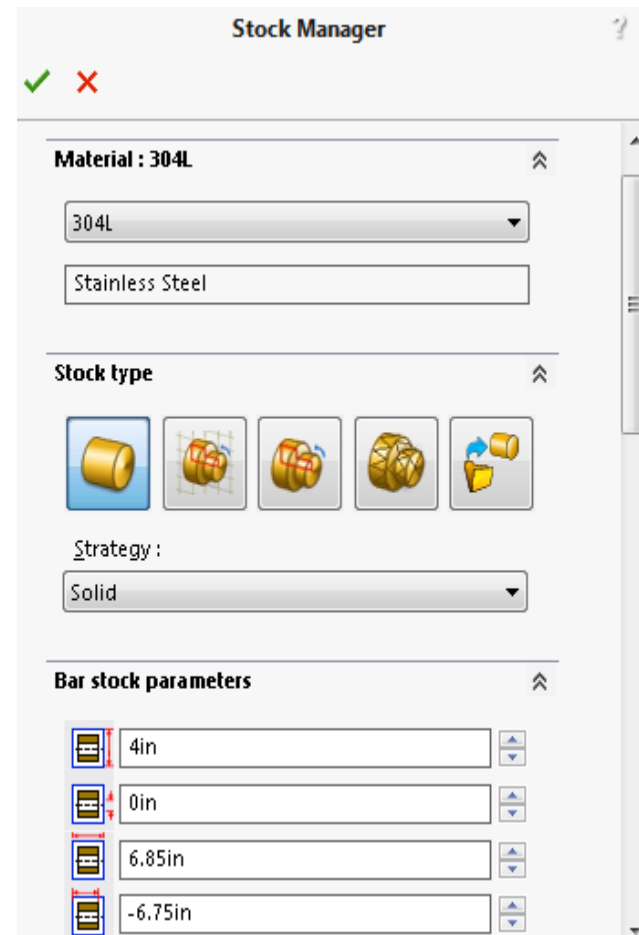 Stock Manager
?
Material : 304L
304L
Stainless Steel
Stock type
Strategy :
Solid
Bar stock parameters
4in
0in
6.85in
-6.75in